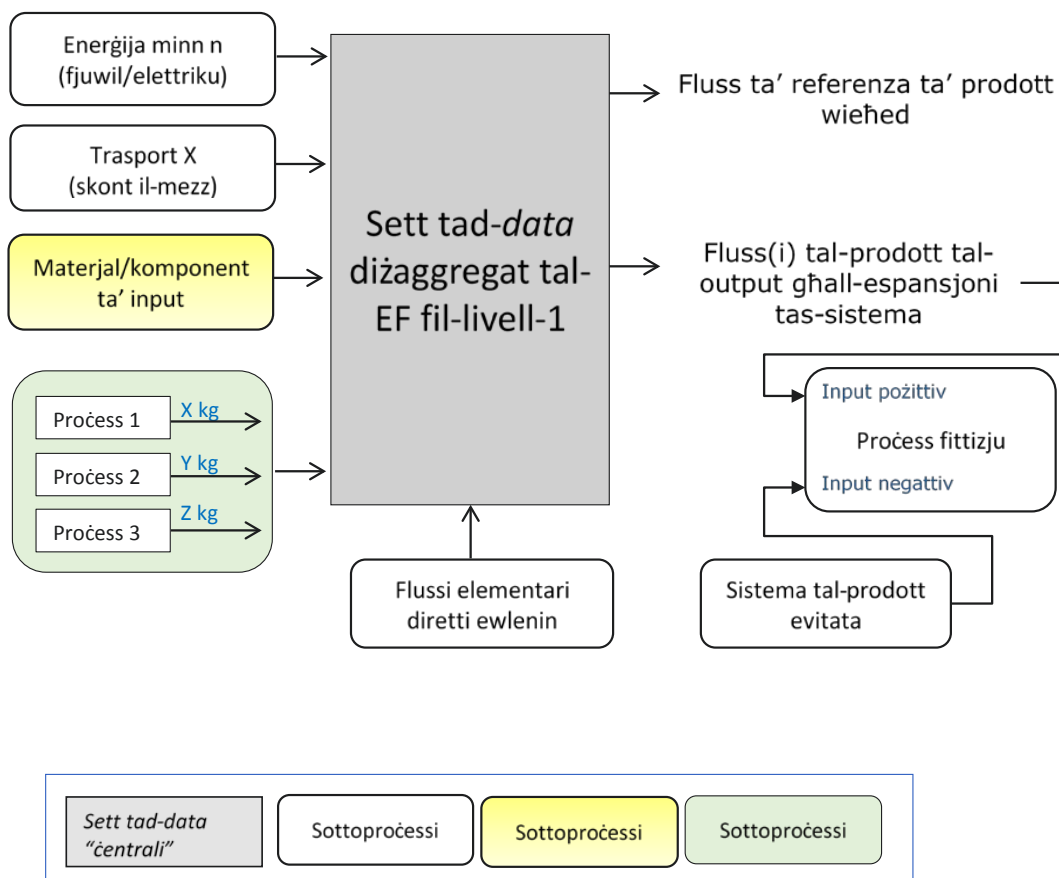 Enerġija minn n
(fjuwil/elettriku)
Trasport X
(skont il-mezz)
Materjal/komponent
ta’ input
Proċess 1
X kg
Proċess 2
Y kg
Proċess 3
Z kg
Sett tad-data
diżaggregat tal-
EF fil-livell-1
Flussi elementari
diretti ewlenin
Fluss ta’ referenza ta’ prodott
wieħed
Fluss(i) tal-prodott tal-
output għall-espansjoni
tas-sistema
Input pożittiv
Proċess fittizju
Input negattiv
Sistema tal-prodott
evitata
Sett tad-data
“ċentrali”
Sottoproċessi
Sottoproċessi
Sottoproċessi